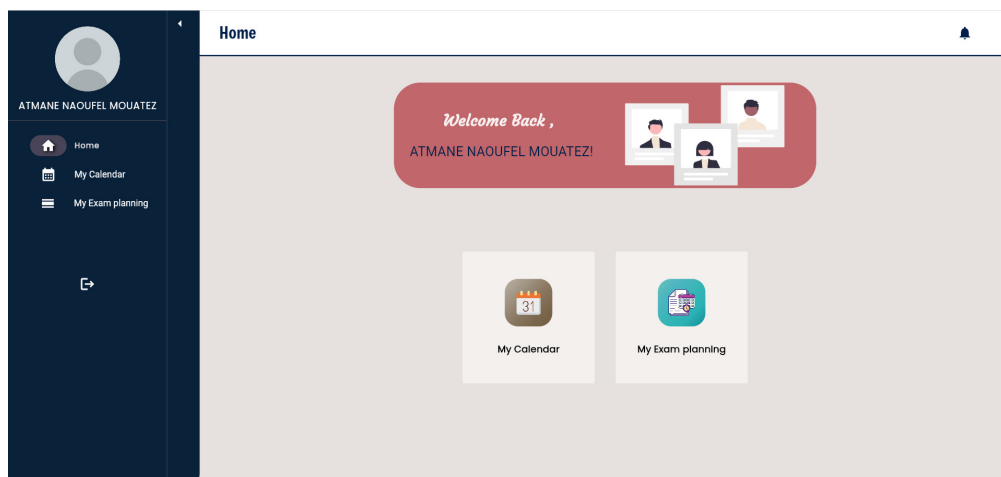 ATMANE NAOUFEL MOUATEZ
Home
My Calendar
My Exam planning
Home
Welcome Back ,
ATMANE NAOUFEL MOUATEZ!
31
My Calendar
My Exam planning